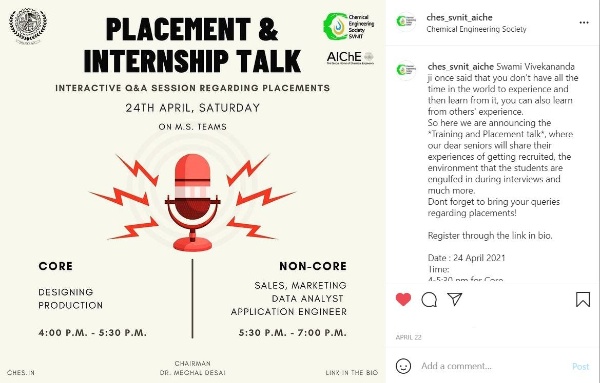 PLACEMENT &
INTERNSHIP TALK
Chemical
Engineering
Society
SVNIT
AIChE
INTERACTIVE Q&A SESSION REGARDING PLACEMENTS
24TH APRIL, SATURDAY
ON M.S. TEAMS
CORE
DESIGNING
PRODUCTION
4:00 P.M. - 5:30 P.M.
NON-CORE
SALES, MARKETING
DATA ANALYST
APPLICATION ENGINEER
5:30 P.M. - 7:00 P.M.
CHES.IN
CHAIRMAN
DR. MEGHAL DESAI
LINK IN THE BIO
ches_svnit_aiche
Chemical Engineering Society
ches_svnit_aiche Swami Vivekananda
ji once said that you don't have all the
time in the world to experience and
then learn from it, you can also learn
from others' experience.
So here we are announcing the
*Training and Placement talk*, where
our dear seniors will share their
experiences of getting recruited, the
environment that the students are
engulfed in during interviews and
much more.
Dont forget to bring your queries
regarding placements!
Register through the link in bio.
Date : 24 April 2021
Time:
4-5:30 pm for Core
APRIL 22
Add a comment...
Post